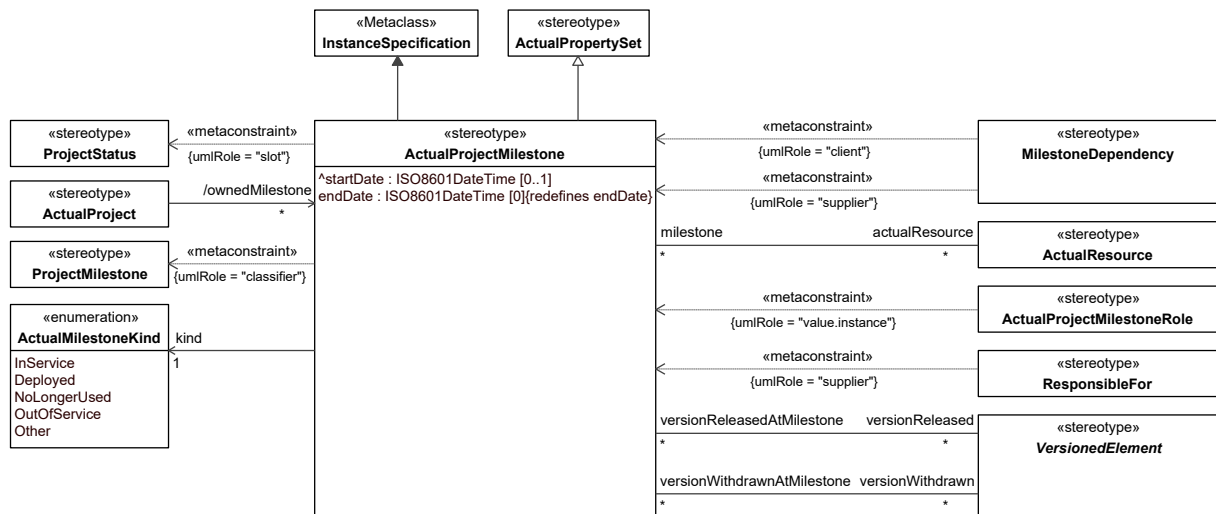 «Metaclass»
InstanceSpecification
«stereotype»
ActualPropertySet
«stereotype»
ProjectStatus
«metaconstraint»
{umlRole = "slot"}
«stereotype»
ActualProject
/ownedMilestone
*
«stereotype»
ProjectMilestone
«metaconstraint»
{umlRole = "classifier"}
«enumeration»
ActualMilestoneKind
InService
Deployed
NoLongerUsed
OutOfService
Other
kind
1
«stereotype»
ActualProjectMilestone
^startDate : ISO8601DateTime [0..1]
endDate : ISO8601DateTime [0]{redefines endDate}
«metaconstraint»
{umlRole = "client"}
«metaconstraint»
{umlRole = "supplier"}
«stereotype»
MilestoneDependency
milestone
*
actualResource
*
«stereotype»
ActualResource
«metaconstraint»
{umlRole = "value.instance"}
«stereotype»
ActualProjectMilestoneRole
«metaconstraint»
{umlRole = "supplier"}
«stereotype»
ResponsibleFor
versionReleasedAtMilestone
*
versionReleased
*
versionWithdrawnAtMilestone
*
versionWithdrawn
*
«stereotype»
VersionedElement